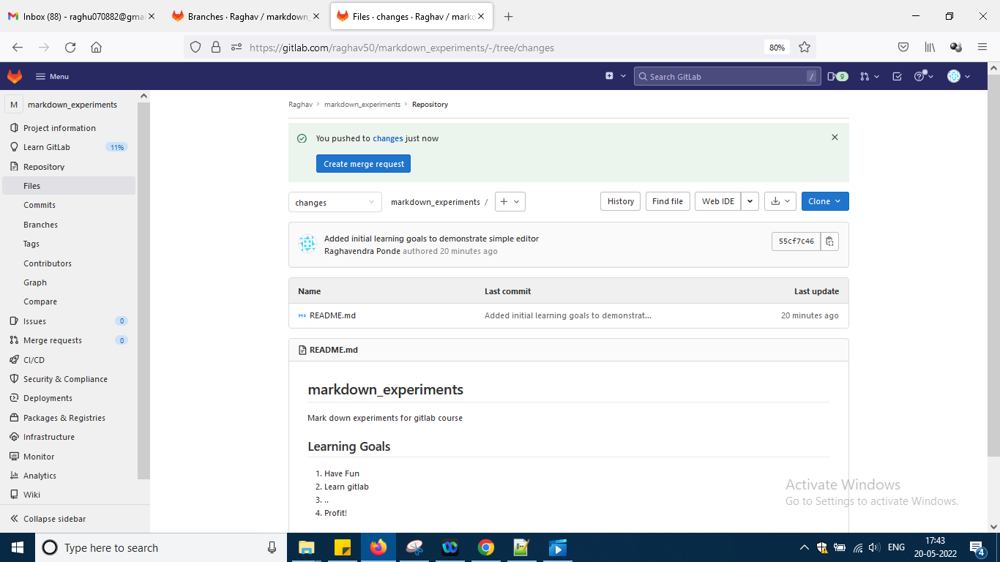 Inbox (88) - raghu070882@gmai
Branches · Raghav / markdown_
Files · changes · Raghav / markd
https://gitlab.com/raghav50/markdown_experiments/-/tree/changes
80%
Menu
Search GitLab
/
9
M markdown_experiments
Project information
Learn GitLab 11%
Repository
Files
Commits
Branches
Tags
Contributors
Graph
Compare
Issues 0
Merge requests 0
CI/CD
Security & Compliance
Deployments
Packages & Registries
Infrastructure
Monitor
Analytics
Wiki
Collapse sidebar
Raghav > markdown_experiments > Repository
You pushed to changes just now
Create merge request
changes
markdown_experiments /
History
Find file
Web IDE
Clone
Added initial learning goals to demonstrate simple editor
Raghavendra Ponde authored 20 minutes ago
55cf7c46
Name Last commit Last update
README.md Added initial learning goals to demonstrat... 20 minutes ago
README.md
markdown_experiments
Mark down experiments for gitlab course
Learning Goals
1. Have Fun
2. Learn gitlab
3. ..
4. Profit!
Activate Windows
Go to Settings to activate Windows.
Type here to search
ENG
17:43
20-05-2022
4